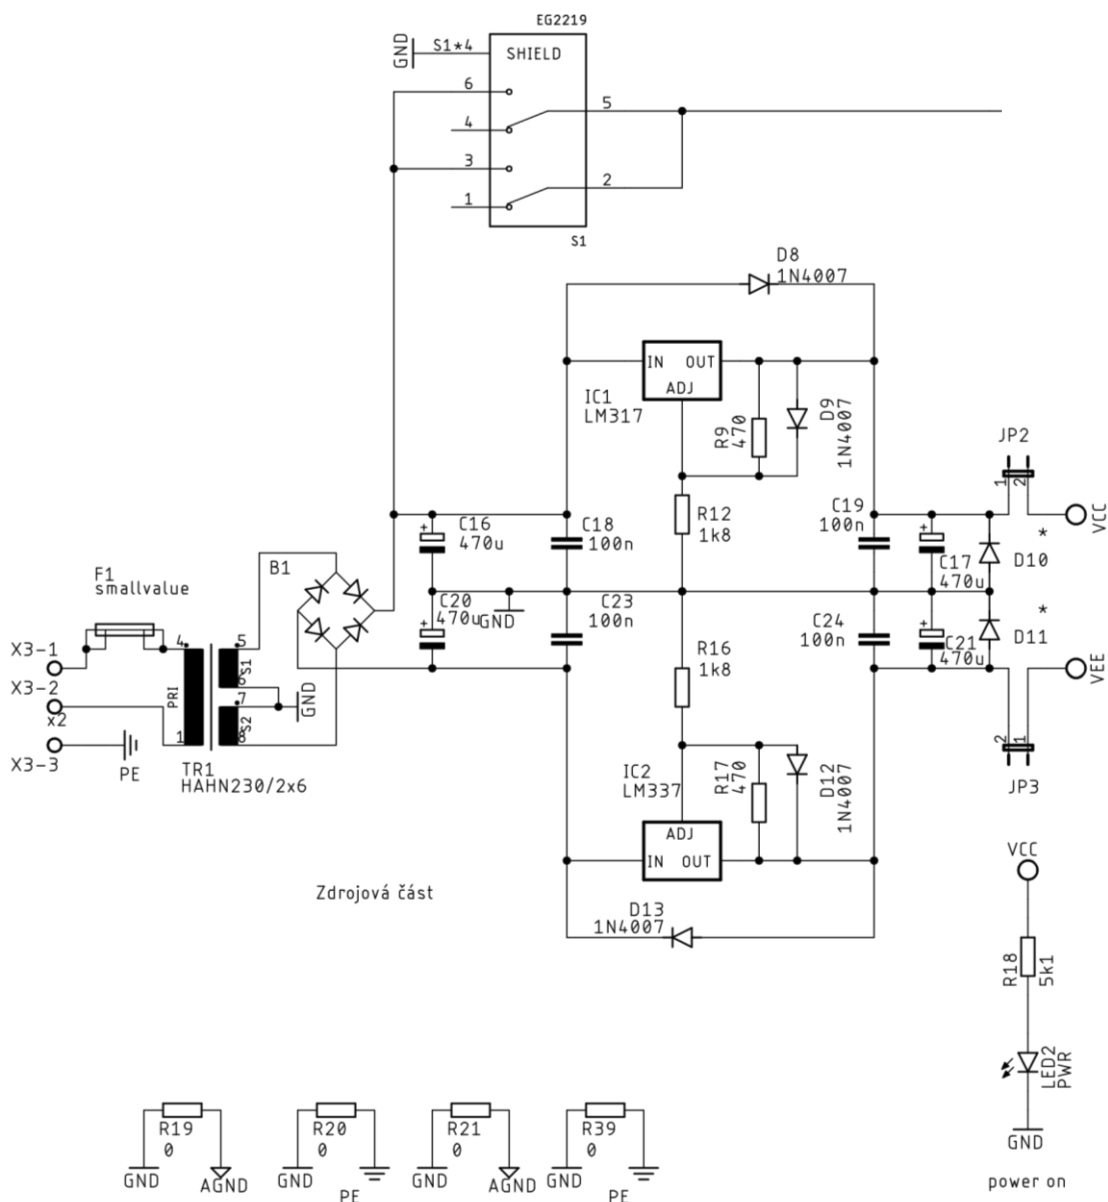 EG2219
GND
S1*4
SHIELD
6
5
4
3
2
1
S1
D8
1N4007
IN OUT
ADJ
IC1
LM317
R9
470
D9
1N4007
JP2
1
2
R12
1k8
C16
470u
+
C18
100n
C19
100n
+
C17
470u
*
D10
VCC
F1
smallvalue
B1
C20
470u
+
GND
C23
100n
C24
100n
+
C21
470u
*
D11
VEE
X3-1
X3-2
x2
X3-3
PE
4
1
PRI
5
S1
6
7
S2
8
GND
TR1
HAHN230/2x6
R16
1k8
IC2
LM337
R17
470
D12
1N4007
ADJ
IN OUT
2
1
JP3
D13
1N4007
Zdrojová část
VCC
R18
5k1
LED2
PWR
GND
power on
R19
0
GND
AGND
R20
0
GND
PE
R21
0
GND
AGND
R39
0
GND
PE